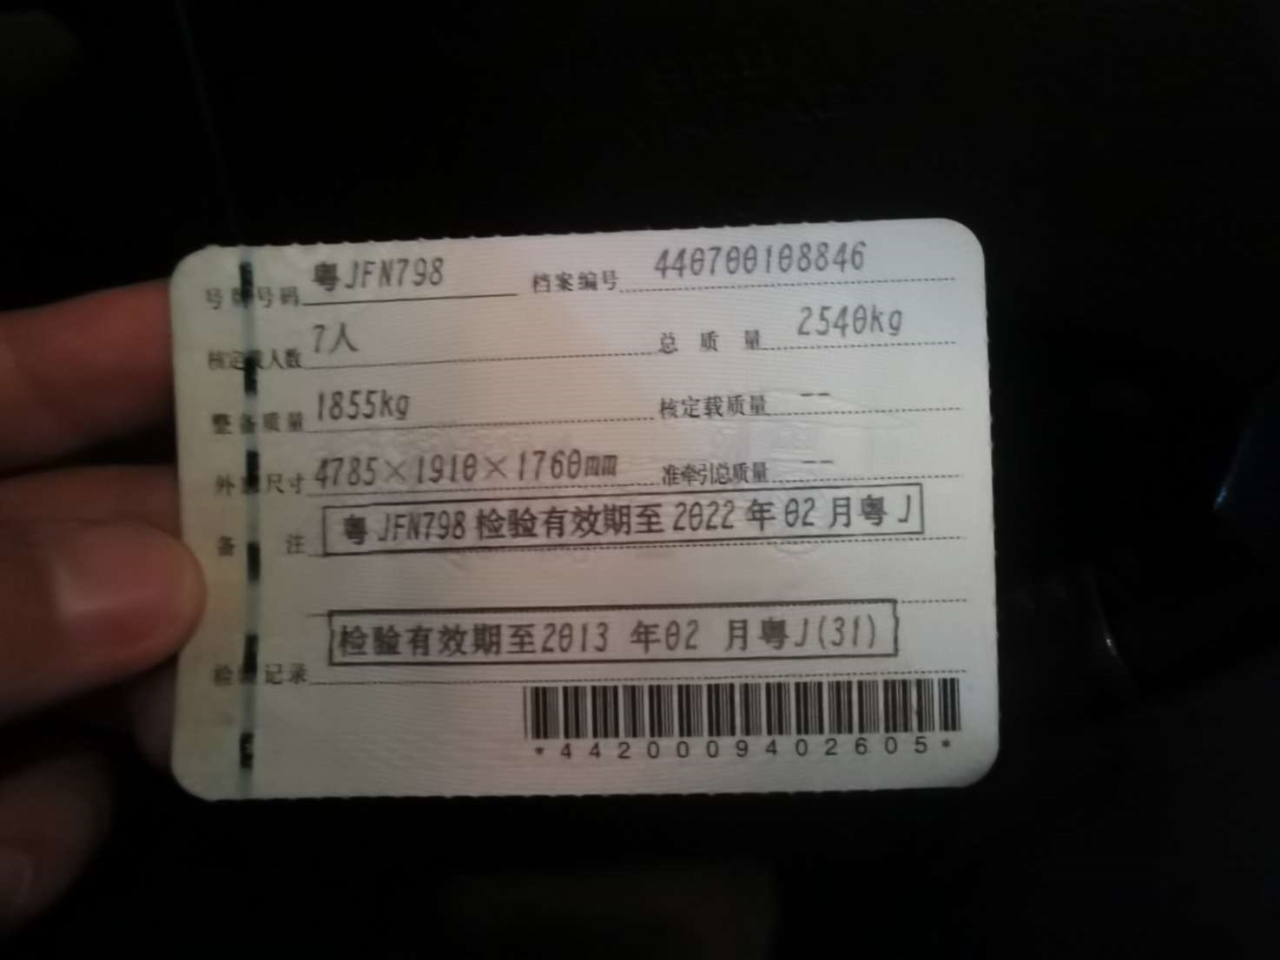 号牌号码 粤JFN798 档案编号 440700108846
核定载人数 7人 总质量 2540kg
整备质量 1855kg 核定载质量 --
外廓尺寸 4785×1910×1760mm 准牵引总质量 --
备注 粤JFN798检验有效期至2022年02月粤J
检验有效期至2013年02月粤J(31)
检验记录
*4420009402605*